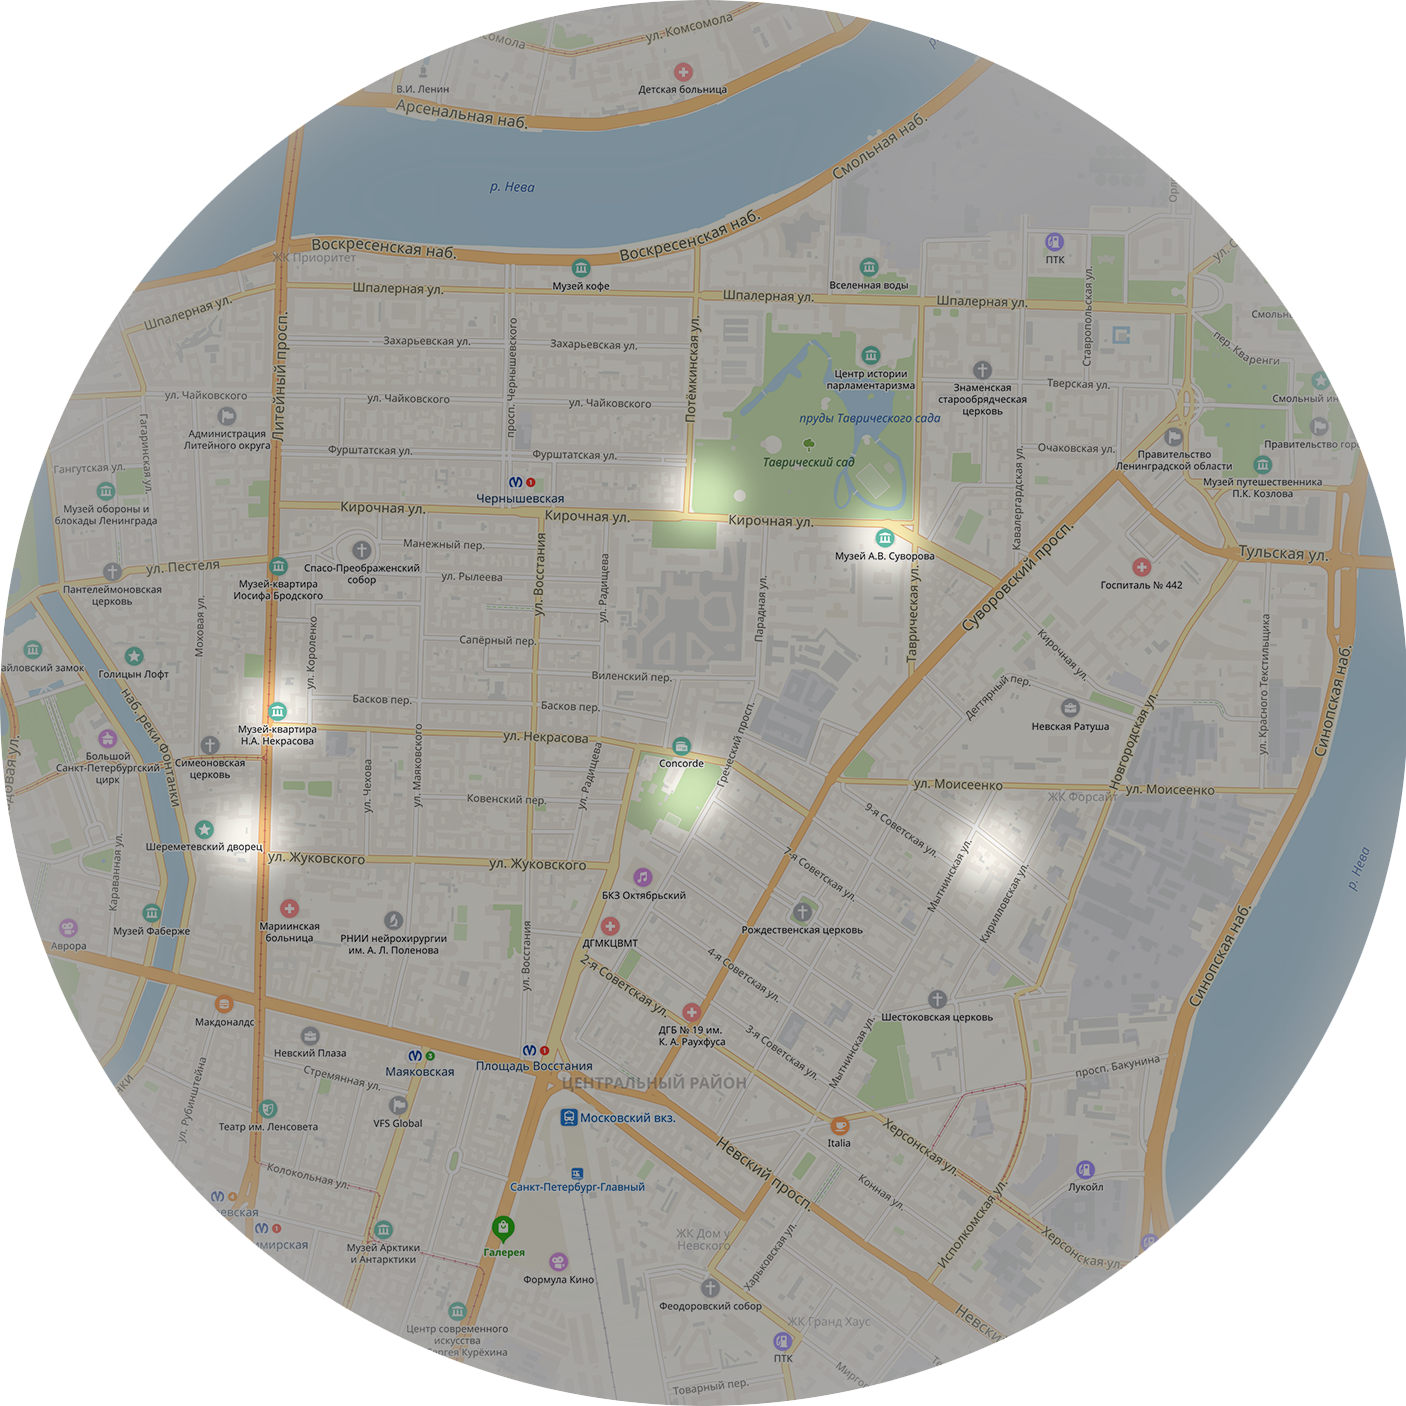 ул. Комсомола
В.И. Ленин
Детская больница
Арсенальная наб.
Смольная наб.
р. Нева
Воскресенская наб.
Воскресенская наб.
ЖК Приоритет
Музей кофе
Вселенная воды
ПТК
Шпалерная ул.
Шпалерная ул.
Шпалерная ул.
Шпалерная ул.
Литейный просп.
Захарьевская ул.
Захарьевская ул.
просп. Чернышевского
Потёмкинская ул.
Ставропольская ул.
пер. Кваренги
Центр истории
парламентаризма
Знаменская
старообрядческая
церковь
Тверская ул.
ул. Чайковского
ул. Чайковского
ул. Чайковского
Гагаринская ул.
Администрация
Литейного округа
пруды Таврического сада
Таврический сад
Очаковская ул.
Правительство
Ленинградской области
Фурштатская ул.
Фурштатская ул.
Гангутская ул.
Кавалергардская ул.
Музей путешественника
П.К. Козлова
Чернышевская
Музей обороны и
блокады Ленинграда
Кирочная ул.
Кирочная ул.
Кирочная ул.
Музей А.В. Суворова
Суворовский просп.
Тульская ул.
Манежный пер.
Спасо-Преображенский
собор
ул. Пестеля
Пантелеймоновская
церковь
Музей-квартира
Иосифа Бродского
ул. Рылеева
ул. Восстания
ул. Радищева
Парадная ул.
Таврическая ул.
Госпиталь № 442
Моховая ул.
ул. Короленко
Сапёрный пер.
Кирочная ул.
ул. Красного Текстильщика
Синопская наб.
Голицын Лофт
Виленский пер.
Дегтярный пер.
Невская Ратуша
Новгородская ул.
наб. реки Фонтанки
Басков пер.
Басков пер.
Музей-квартира
Н.А. Некрасова
ул. Некрасова
Греческий просп.
Большой
Санкт-Петербургский
цирк
Симеоновская
церковь
ул. Чехова
ул. Маяковского
ул. Радищева
Concorde
Ковенский пер.
ул. Моисеенко
ЖК Форсайт
ул. Моисеенко
9-я Советская ул.
Шереметевский дворец
ул. Жуковского
ул. Жуковского
7-я Советская ул.
Мытнинская ул.
Кирилловская ул.
р. Нева
Караванная ул.
БКЗ Октябрьский
Музей Фаберже
Мариинская
больница
РНИИ нейрохирургии
им. А. Л. Поленова
ДГМКЦВМТ
Рождественская церковь
Аврора
ул. Восстания
2-я Советская ул.
4-я Советская ул.
Синопская наб.
Макдоналдс
Шестоковская церковь
ДГБ № 19 им.
К. А. Раухфуса
3-я Советская ул.
Мытнинская ул.
Невский Плаза
Маяковская
Площадь Восстания
просп. Бакунина
Стремянная ул.
ЦЕНТРАЛЬНЫЙ РАЙОН
ул. Рубинштейна
VFS Global
Московский вкз.
Театр им. Ленсовета
Italia
Херсонская ул.
Невский просп.
Колокольная ул.
Санкт-Петербург-Главный
Конная ул.
Лукойл
Исполкомская ул.
Херсонская ул.
Музей Арктики
и Антарктики
Галерея
ЖК Дом у
Невского
Харьковская ул.
Формула Кино
Феодоровский собор
ЖК Гранд Хаус
Центр современного
искусства
ПТК
Товарный пер.